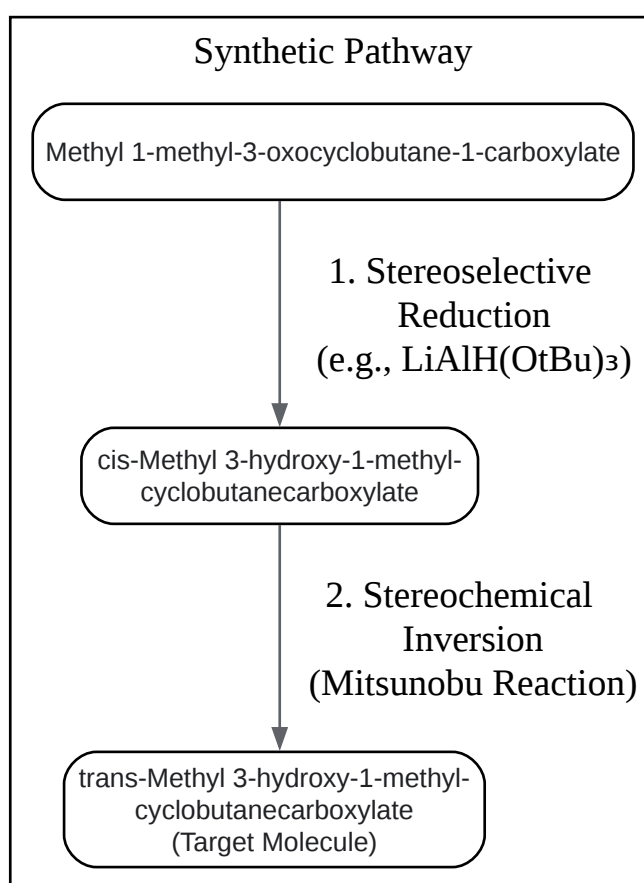 Synthetic Pathway
Methyl 1-methyl-3-oxocyclobutane-1-carboxylate
1. Stereoselective
Reduction
(e.g., LiAlH(OtBu)₃)
cis-Methyl 3-hydroxy-1-methyl-
cyclobutanecarboxylate
2. Stereochemical
Inversion
(Mitsunobu Reaction)
trans-Methyl 3-hydroxy-1-methyl-
cyclobutanecarboxylate
(Target Molecule)